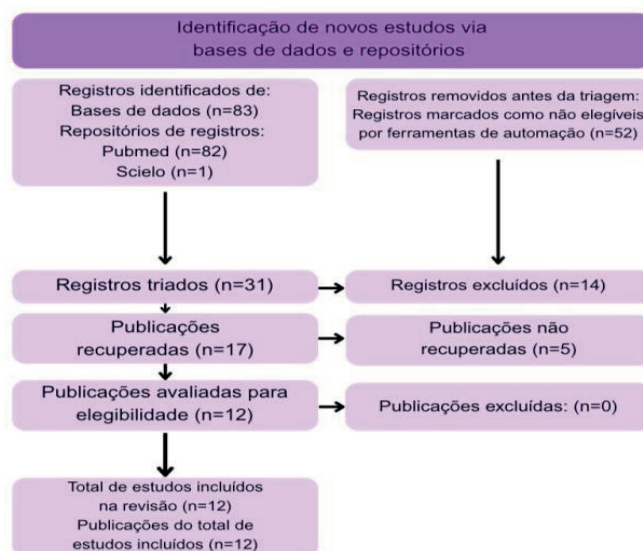 Identificação de novos estudos via
bases de dados e repositórios
Registros identificados de:
Bases de dados (n=83)
Repositórios de registros:
Pubmed (n=82)
Scielo (n=1)
Registros removidos antes da triagem:
Registros marcados como não elegíveis
por ferramentas de automação (n=52)
Registros triados (n=31)
Registros excluídos (n=14)
Publicações
recuperadas (n=17)
Publicações não
recuperadas (n=5)
Publicações avaliadas para
elegibilidade (n=12)
Publicações excluídas: (n=0)
Total de estudos incluídos
na revisão (n=12)
Publicações do total de
estudos incluídos (n=12)